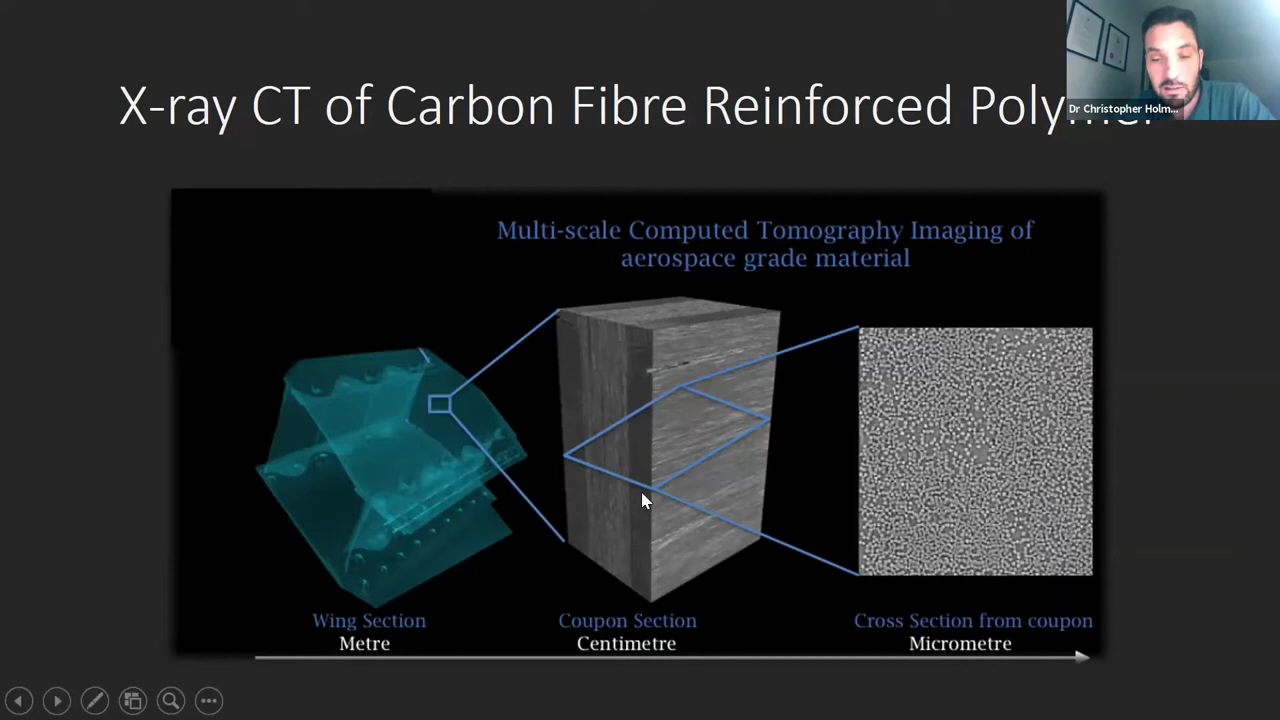 X-ray CT of Carbon Fibre Reinforced Polymer
Dr Christopher Holm...
Multi-scale Computed Tomography Imaging of
aerospace grade material
Wing Section
Metre
Coupon Section
Centimetre
Cross Section from coupon
Micrometre